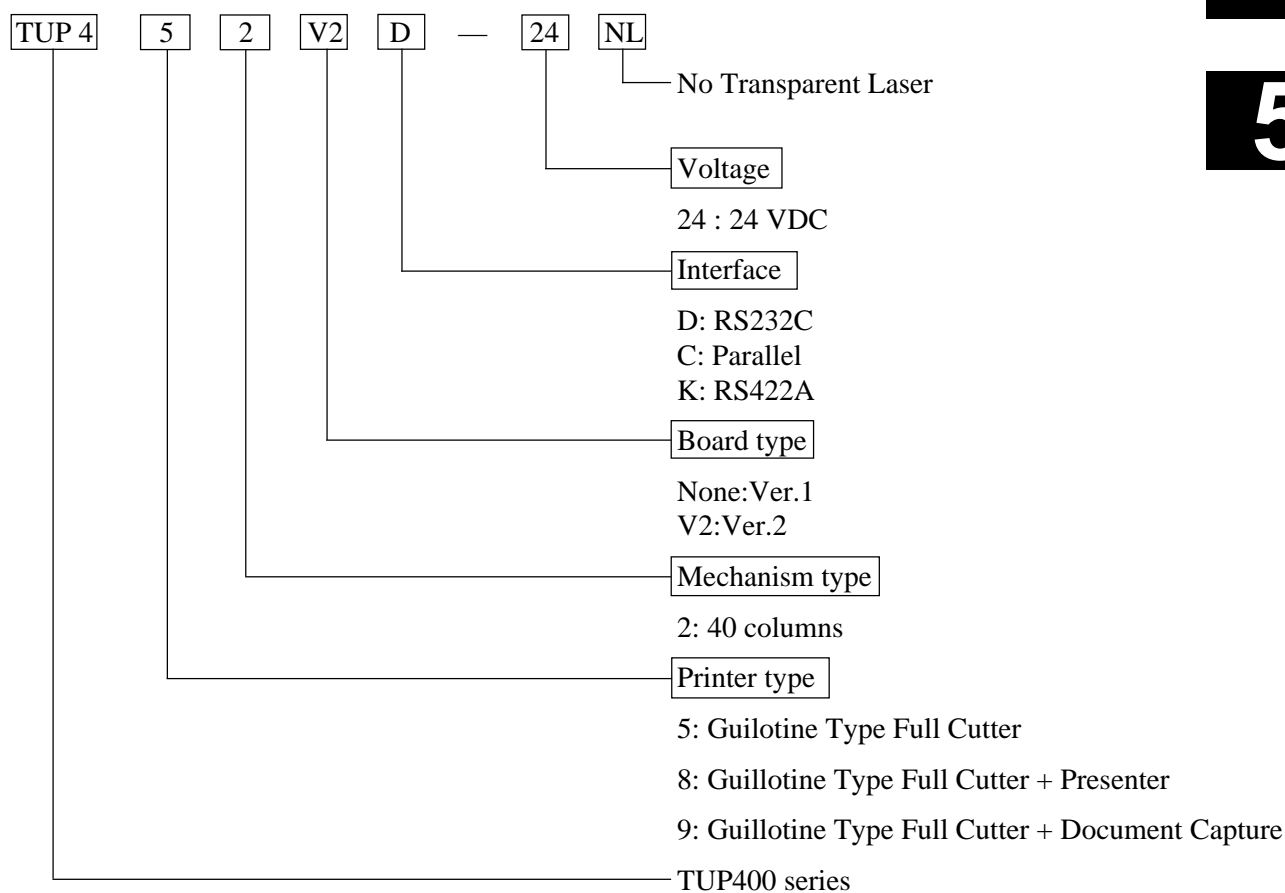 TUP 4 5 2 V2 D — 24 NL
No Transparent Laser
5
Voltage
24 : 24 VDC
Interface
D: RS232C
C: Parallel
K: RS422A
Board type
None:Ver.1
V2:Ver.2
Mechanism type
2: 40 columns
Printer type
5: Guilotine Type Full Cutter
8: Guillotine Type Full Cutter + Presenter
9: Guillotine Type Full Cutter + Document Capture
TUP400 series